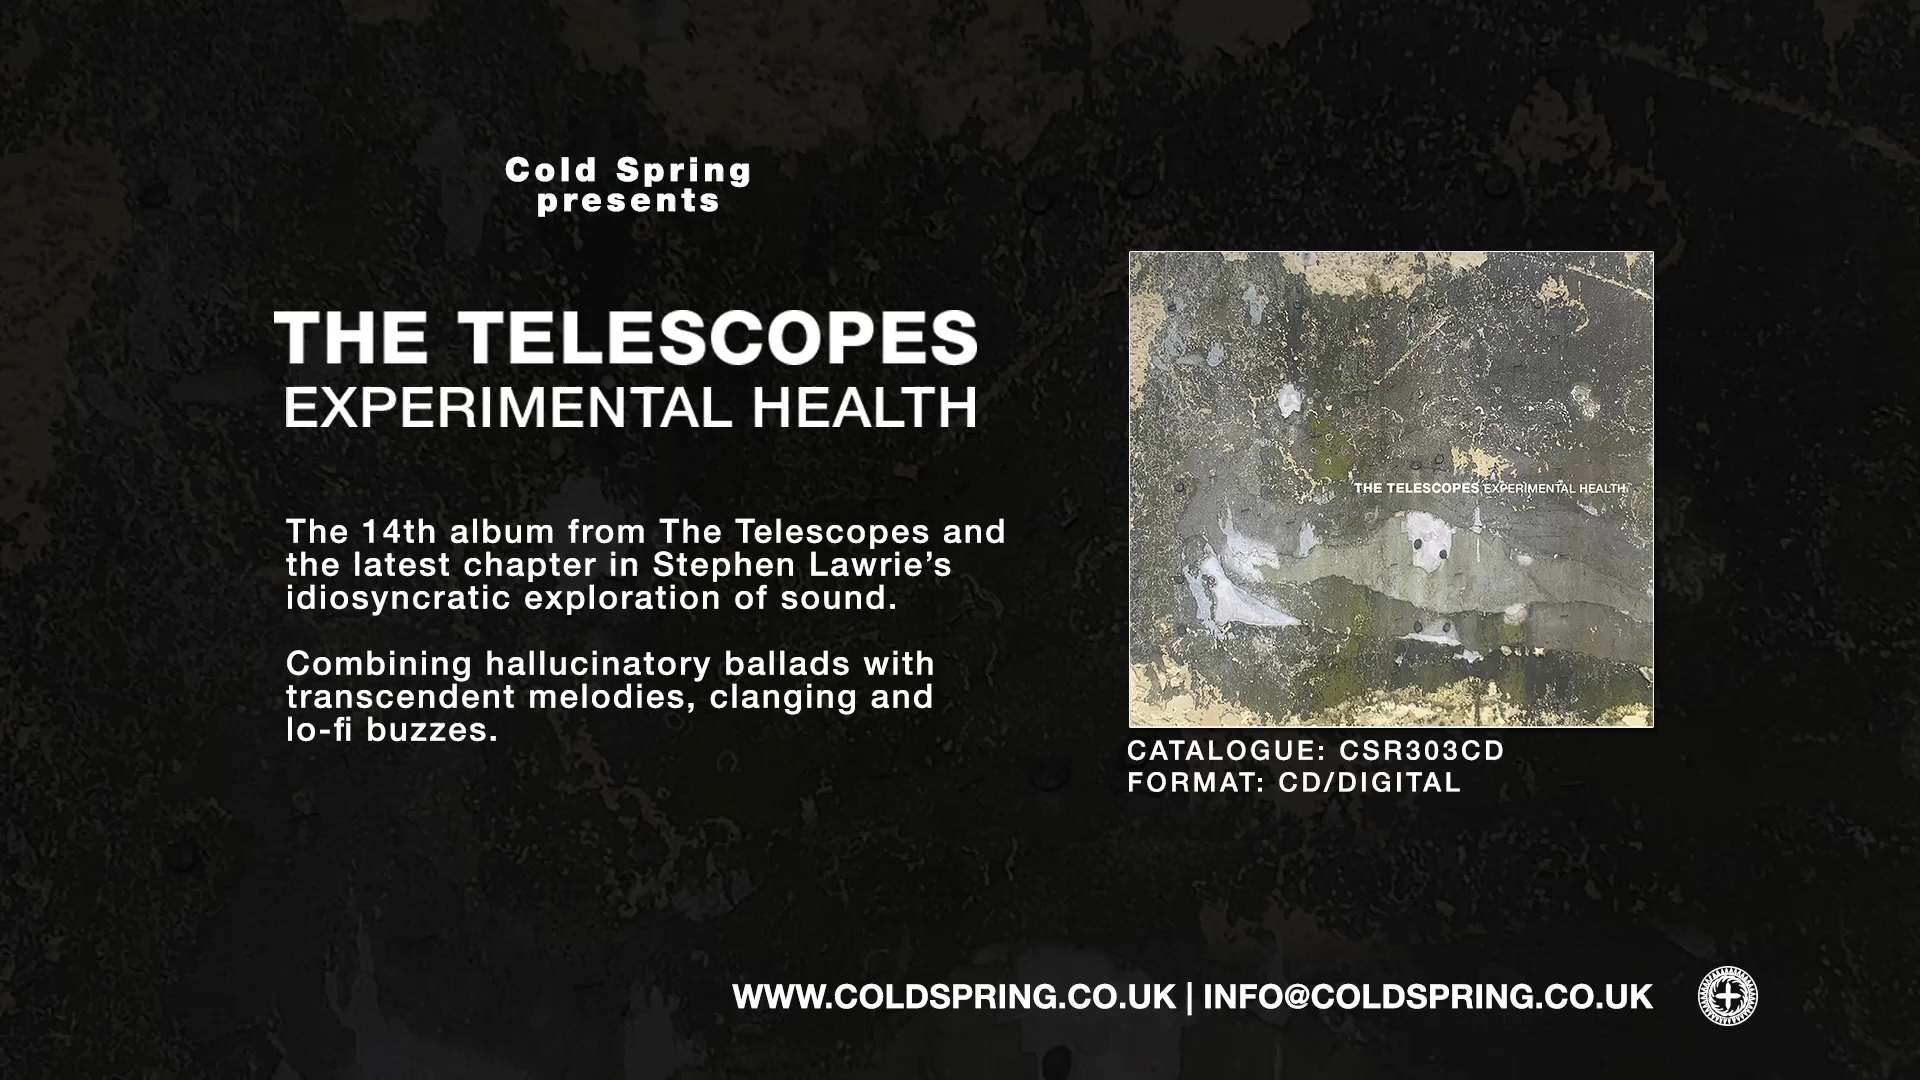 Cold Spring
presents
THE TELESCOPES
EXPERIMENTAL HEALTH
The 14th album from The Telescopes and
the latest chapter in Stephen Lawrie’s
idiosyncratic exploration of sound.
Combining hallucinatory ballads with
transcendent melodies, clanging and
lo-fi buzzes.
THE TELESCOPES EXPERIMENTAL HEALTH
CATALOGUE: CSR303CD
FORMAT: CD/DIGITAL
WWW.COLDSPRING.CO.UK | INFO@COLDSPRING.CO.UK